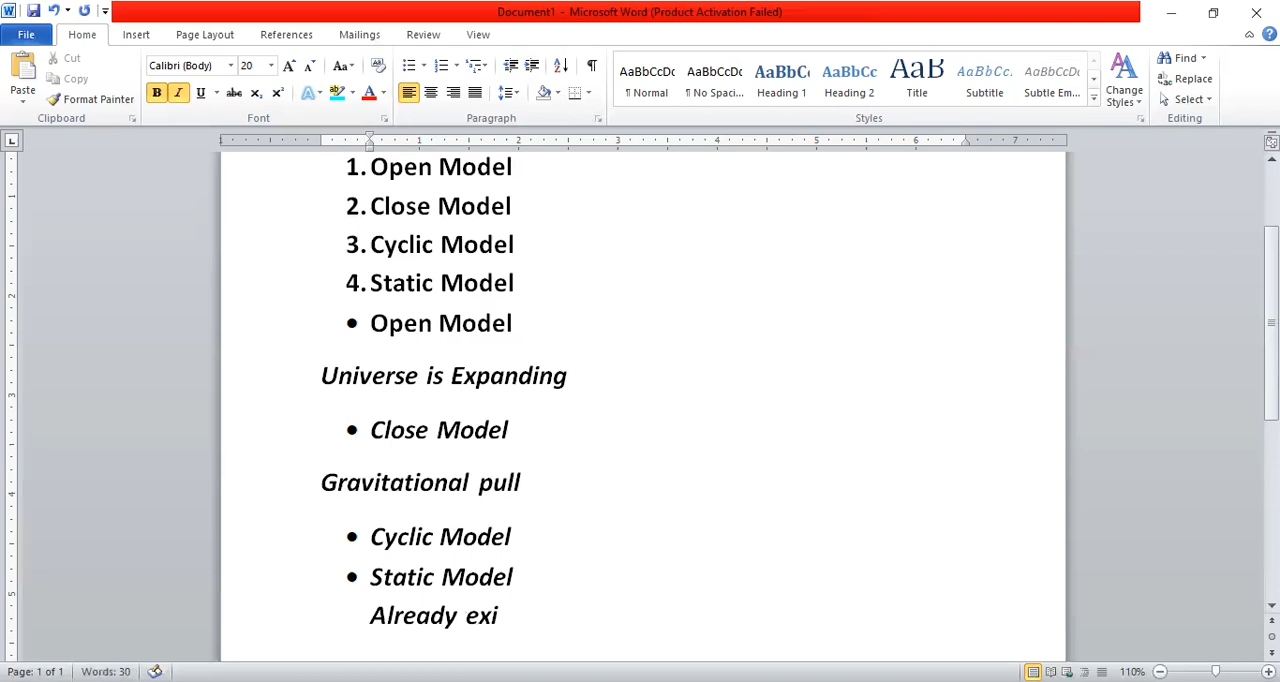 Document1 - Microsoft Word (Product Activation Failed)
File Home Insert Page Layout References Mailings Review View
Paste
Cut
Copy
Format Painter
Clipboard
Calibri (Body) 20
Font
Paragraph
AaBbCcDc AaBbCcDc AaBbCc AaBbCc AaB AaBbCc. AaBbCcDc
¶ Normal ¶ No Spaci... Heading 1 Heading 2 Title Subtitle Subtle Em...
Styles
Change Styles
Find
Replace
Select
Editing
1. Open Model
2. Close Model
3. Cyclic Model
4. Static Model
• Open Model
Universe is Expanding
• Close Model
Gravitational pull
• Cyclic Model
• Static Model
Already exi
Page: 1 of 1 Words: 30 110%